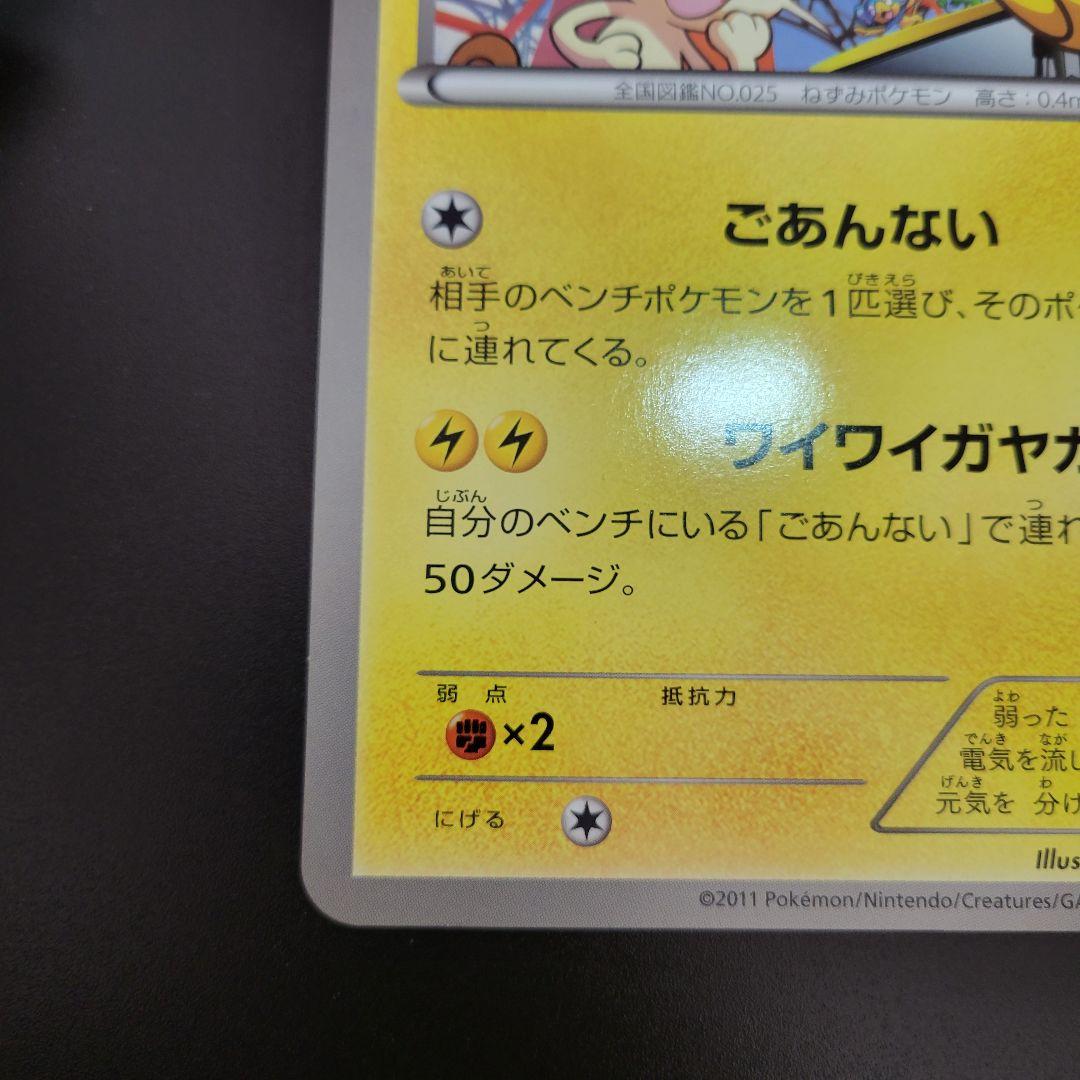 全国図鑑NO.025 ねずみポケモン 高さ：0.4m
ごあんない
あいて びきえら
相手のベンチポケモンを1匹選び、そのポ
つ
に連れてくる。
ワイワイガヤガ
じぶん つ
自分のベンチにいる「ごあんない」で連れ
50ダメージ。
弱点 抵抗力
×2
にげる
よわ
弱った
でんき なが
電気を流し
げんき わ
元気を 分け
Illus
©2011 Pokémon/Nintendo/Creatures/GA